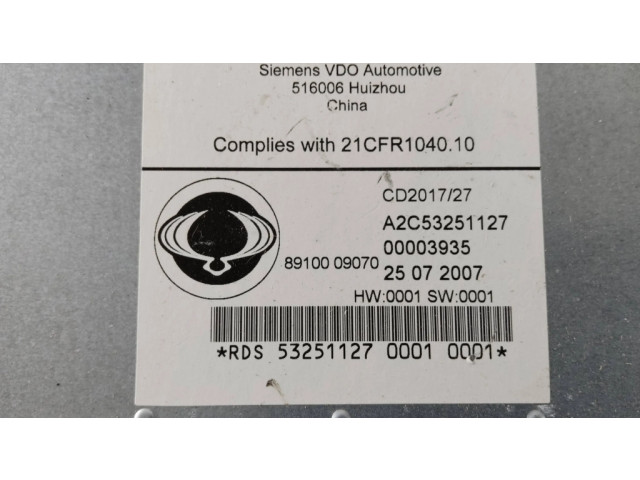 Siemens VDO Automotive
516006 Huizhou
China
Complies with 21CFR1040.10
CD2017/27
A2C53251127
00003935
89100 09070
25 07 2007
HW:0001 SW:0001
*RDS 53251127 0001 0001*